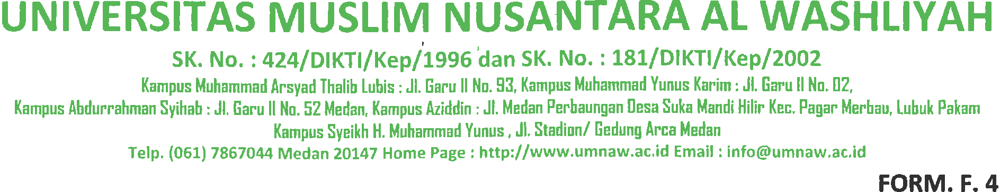 UNIVERSITAS MUSLIM NUSANTARA AL WASHLIYAH
SK. No. : 424/DIKTI/Kep/1996 dan SK. No. : 181/DIKTI/Kep/2002
Kampus Muhammad Arsyad Thalib Lubis : Jl. Garu II No. 93, Kampus Muhammad Yunus Karim : Jl. Garu II No. 02,
Kampus Abdurrahman Syihab : Jl. Garu II No. 52 Medan, Kampus Aziddin : Jl. Medan Perbaungan Desa Suka Mandi Hilir Kec. Pagar Merbau, Lubuk Pakam
Kampus Syeikh H. Muhammad Yunus , Jl. Stadion/ Gedung Arca Medan
Telp. (061) 7867044 Medan 20147 Home Page : http://www.umnaw.ac.id Email : info@umnaw.ac.id
FORM. F. 4